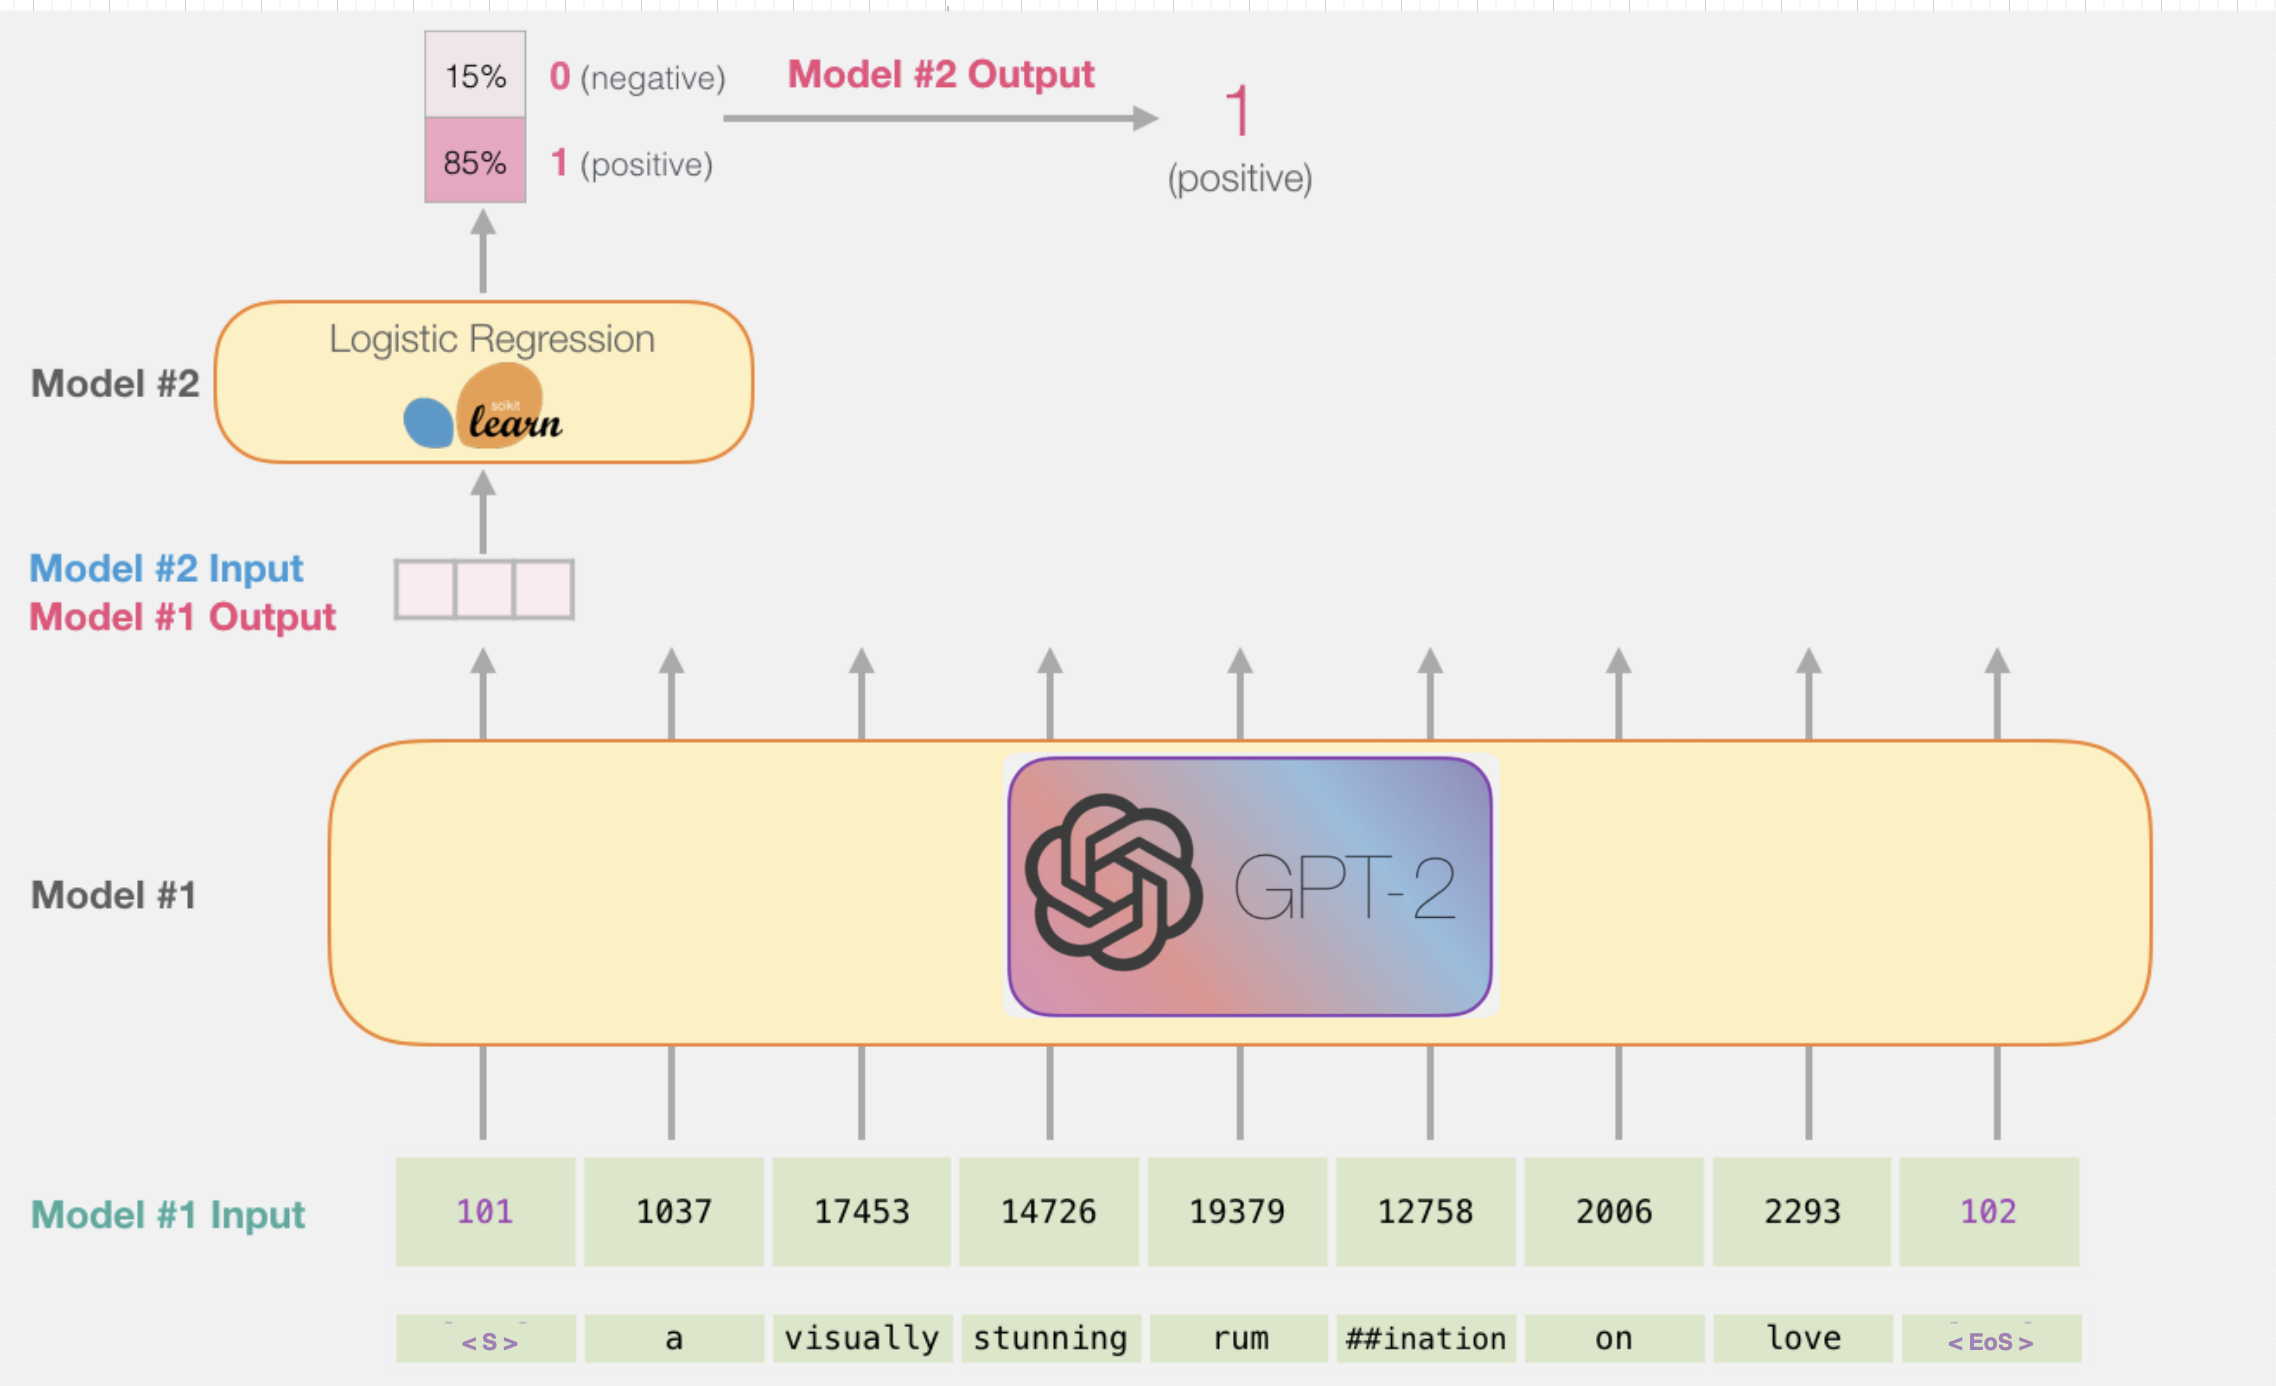 15% 0 (negative)
Model #2 Output
1
85% 1 (positive)
(positive)
Logistic Regression
scikit
learn
Model #2
Model #2 Input
Model #1 Output
GPT-2
Model #1
Model #1 Input
101 1037 17453 14726 19379 12758 2006 2293 102
<S> a visually stunning rum ##ination on love <EoS>